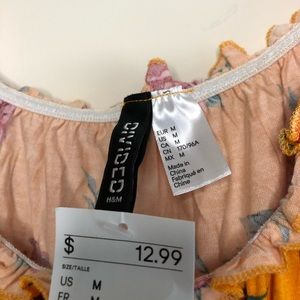 DIVIDED
H&M
EUR M
US M
CA M
CN 170/96A
MX M
Made in
China
Fabriqué en
Chine
$ 12.99
SIZE/TAILLE
US M
FR M